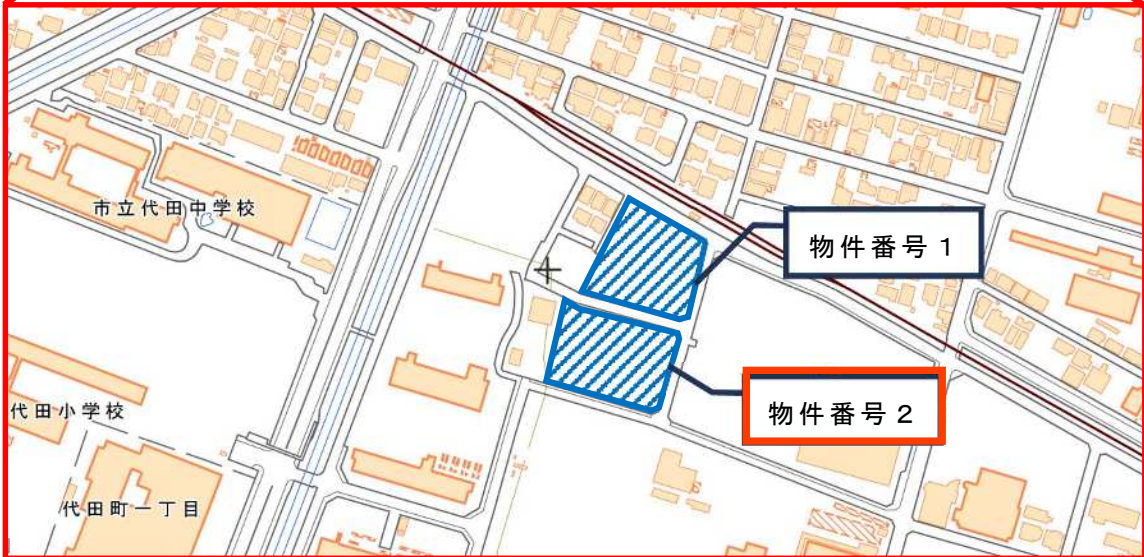 市立代田中学校
物件番号１
物件番号２
代田小学校
代田町一丁目